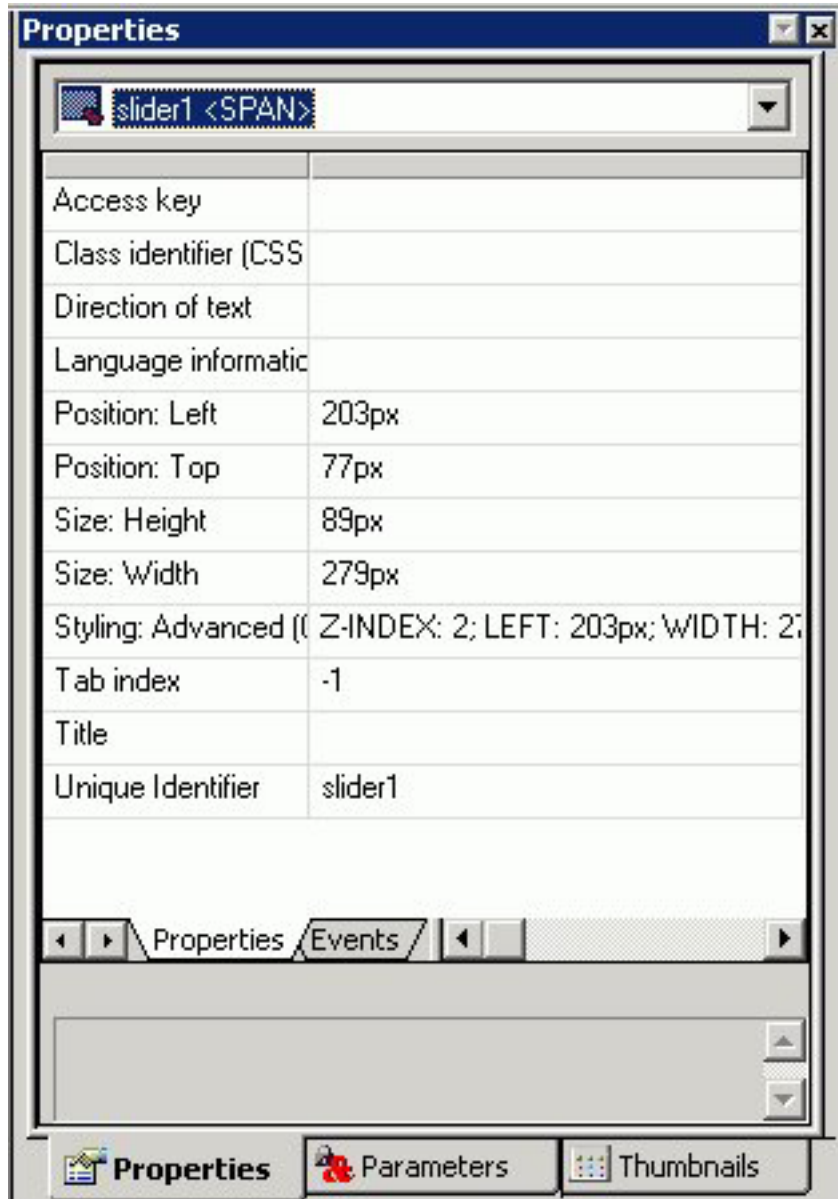 Properties
slider1 <SPAN>
Access key
Class identifier (CSS
Direction of text
Language informatic
Position: Left 203px
Position: Top 77px
Size: Height 89px
Size: Width 279px
Styling: Advanced (( Z-INDEX: 2; LEFT: 203px; WIDTH: 27
Tab index -1
Title
Unique Identifier slider1
Properties Events
Properties Parameters Thumbnails